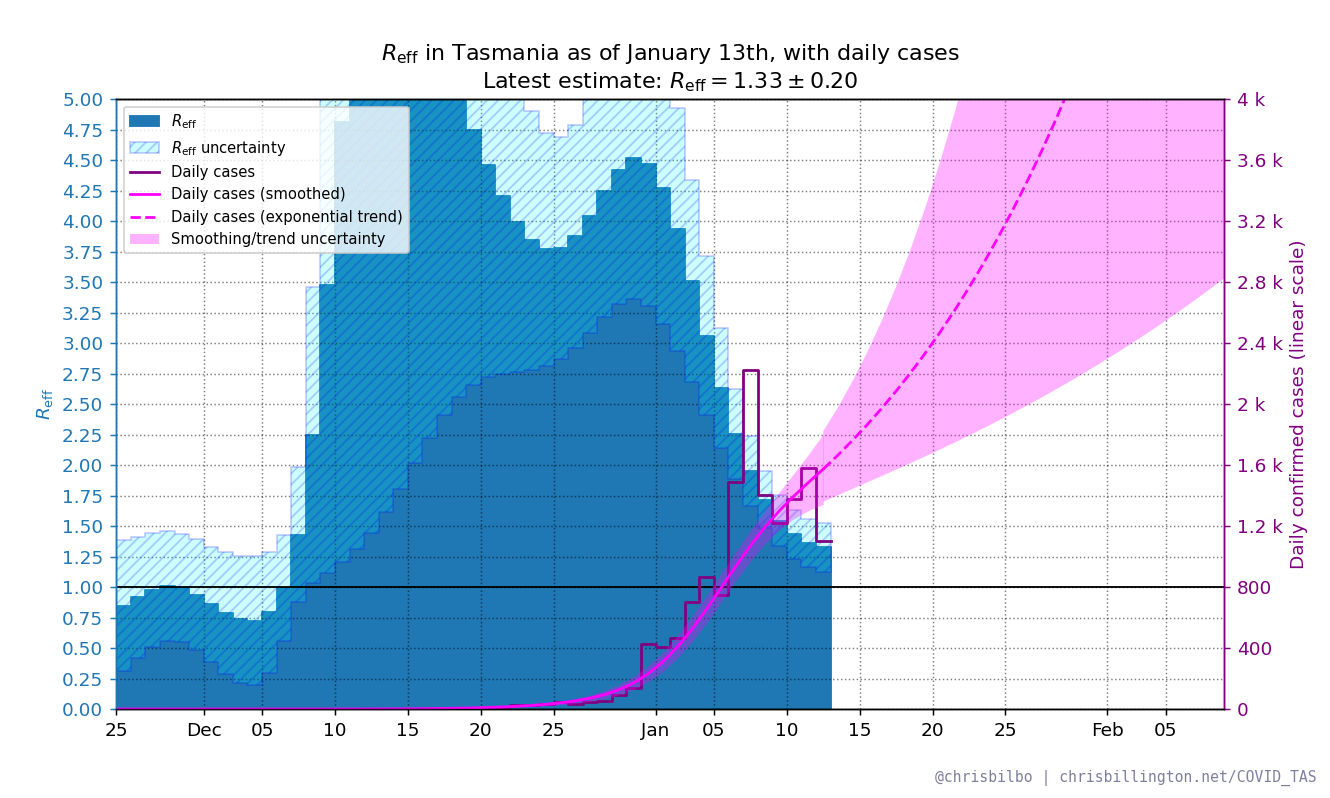 Reff in Tasmania as of January 13th, with daily cases
Latest estimate: Reff = 1.33 ± 0.20
Reff
Reff uncertainty
Daily cases
Daily cases (smoothed)
Daily cases (exponential trend)
Smoothing/trend uncertainty
5.00
4.75
4.50
4.25
4.00
3.75
3.50
3.25
3.00
2.75
2.50
2.25
2.00
1.75
1.50
1.25
1.00
0.75
0.50
0.25
0.00
Reff
4 k
3.6 k
3.2 k
2.8 k
2.4 k
2 k
1.6 k
1.2 k
800
400
0
Daily confirmed cases (linear scale)
25 Dec 05 10 15 20 25 Jan 05 10 15 20 25 Feb 05
@chrisbilbo | chrisbillington.net/COVID_TAS